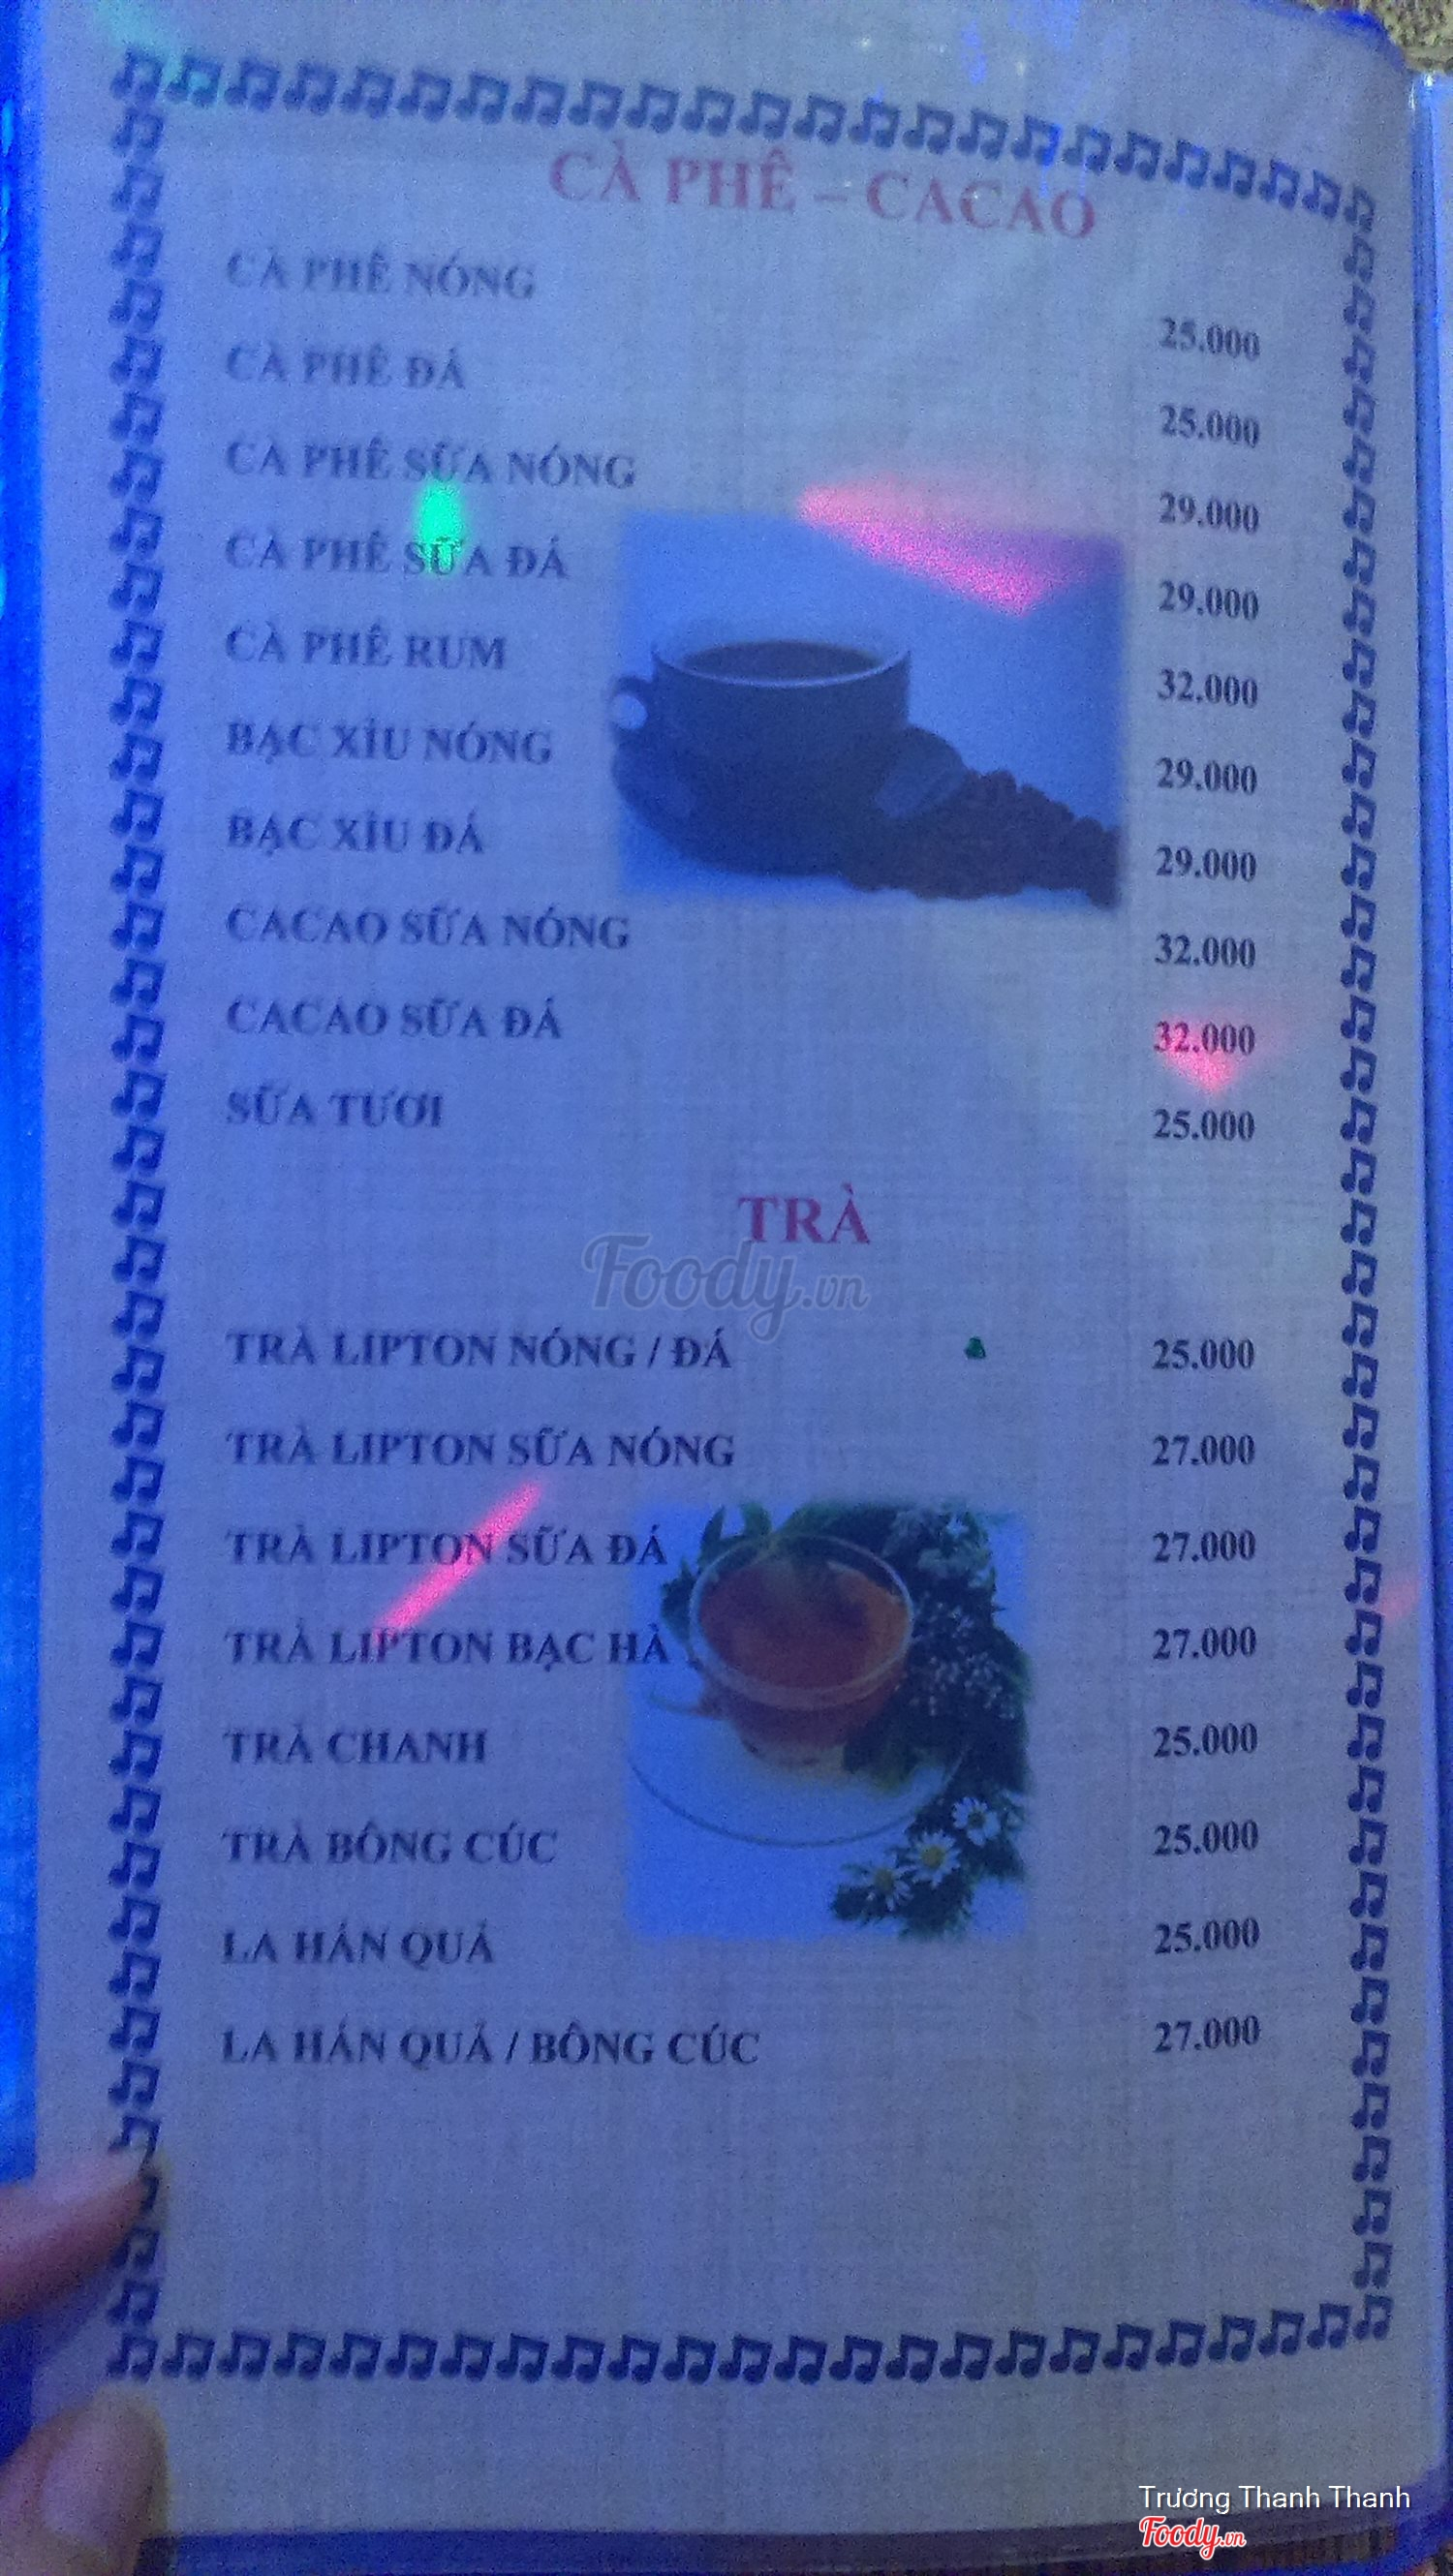 CÀ PHÊ – CACAO
CÀ PHÊ NÓNG 25.000
CÀ PHÊ ĐÁ 25.000
CÀ PHÊ SỮA NÓNG 29.000
CÀ PHÊ SỮA ĐÁ 29.000
CÀ PHÊ RUM 32.000
BẠC XỈU NÓNG 29.000
BẠC XỈU ĐÁ 29.000
CACAO SỮA NÓNG 32.000
CACAO SỮA ĐÁ 32.000
SỮA TƯƠI 25.000
TRÀ
Foody.vn
TRÀ LIPTON NÓNG / ĐÁ 25.000
TRÀ LIPTON SỮA NÓNG 27.000
TRÀ LIPTON SỮA ĐÁ 27.000
TRÀ LIPTON BẠC HÀ 27.000
TRÀ CHANH 25.000
TRÀ BÔNG CÚC 25.000
LA HÁN QUẢ 25.000
LA HÁN QUẢ / BÔNG CÚC 27.000
Trương Thanh Thanh
Foody.vn